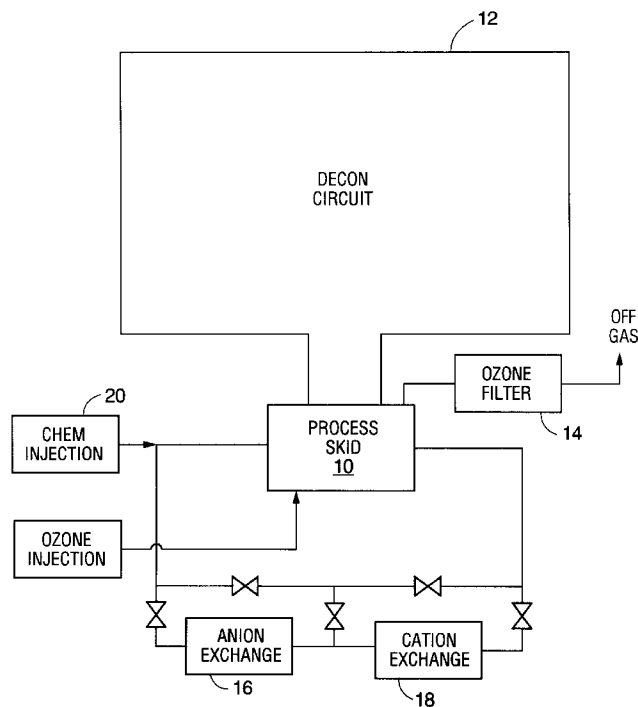 12
DECON
CIRCUIT
OFF
GAS
OZONE
FILTER
14
20
CHEM
INJECTION
PROCESS
SKID
10
OZONE
INJECTION
ANION
EXCHANGE
16
CATION
EXCHANGE
18